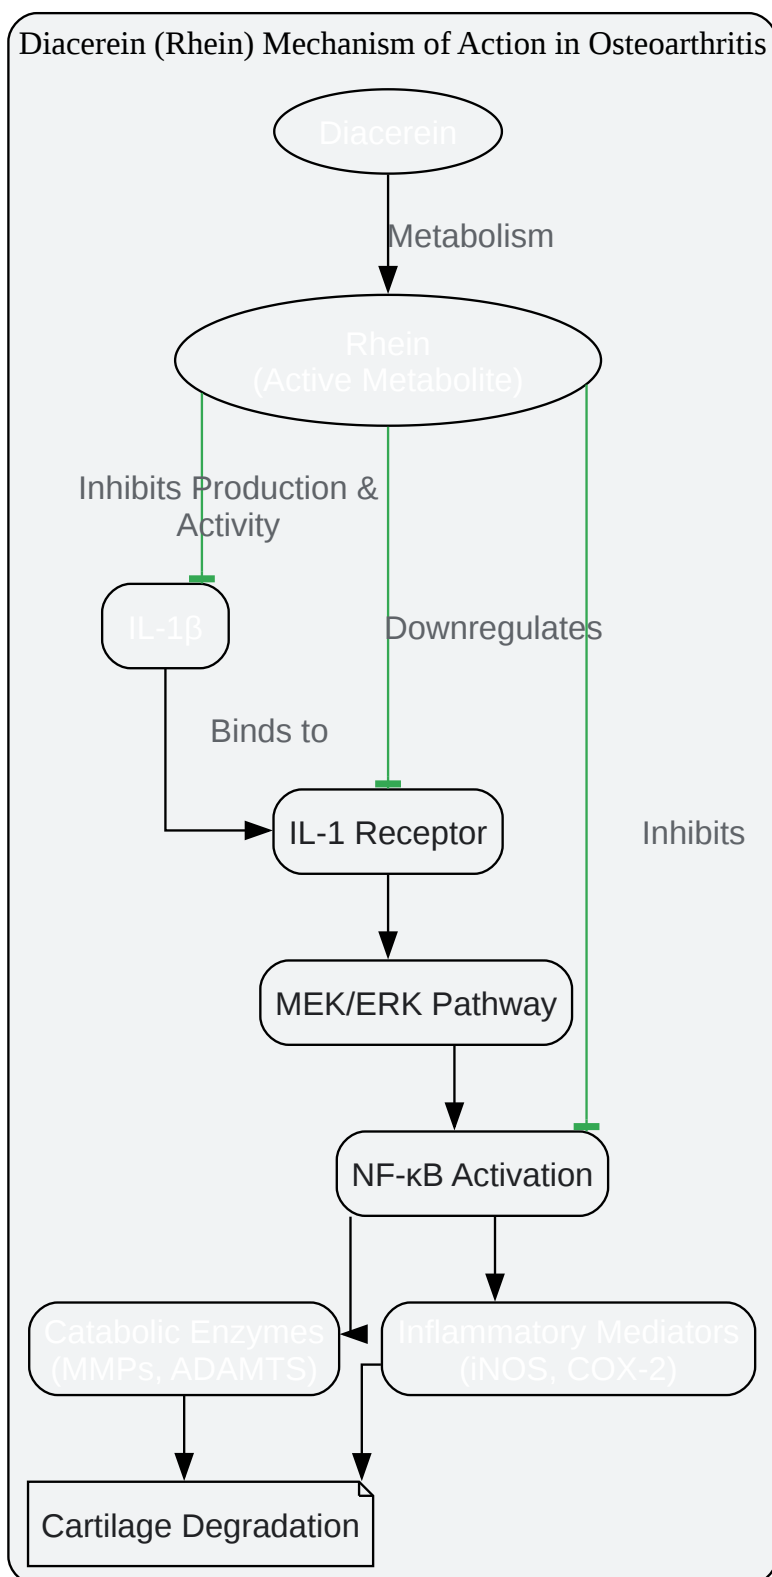 Diacerein (Rhein) Mechanism of Action in Osteoarthritis
Diacerein
Metabolism
Rhein
(Active Metabolite)
Inhibits Production &
Activity
IL-1β
Downregulates
Binds to
IL-1 Receptor
Inhibits
MEK/ERK Pathway
NF-κB Activation
Catabolic Enzymes
(MMPs, ADAMTS)
Inflammatory Mediators
(iNOS, COX-2)
Cartilage Degradation